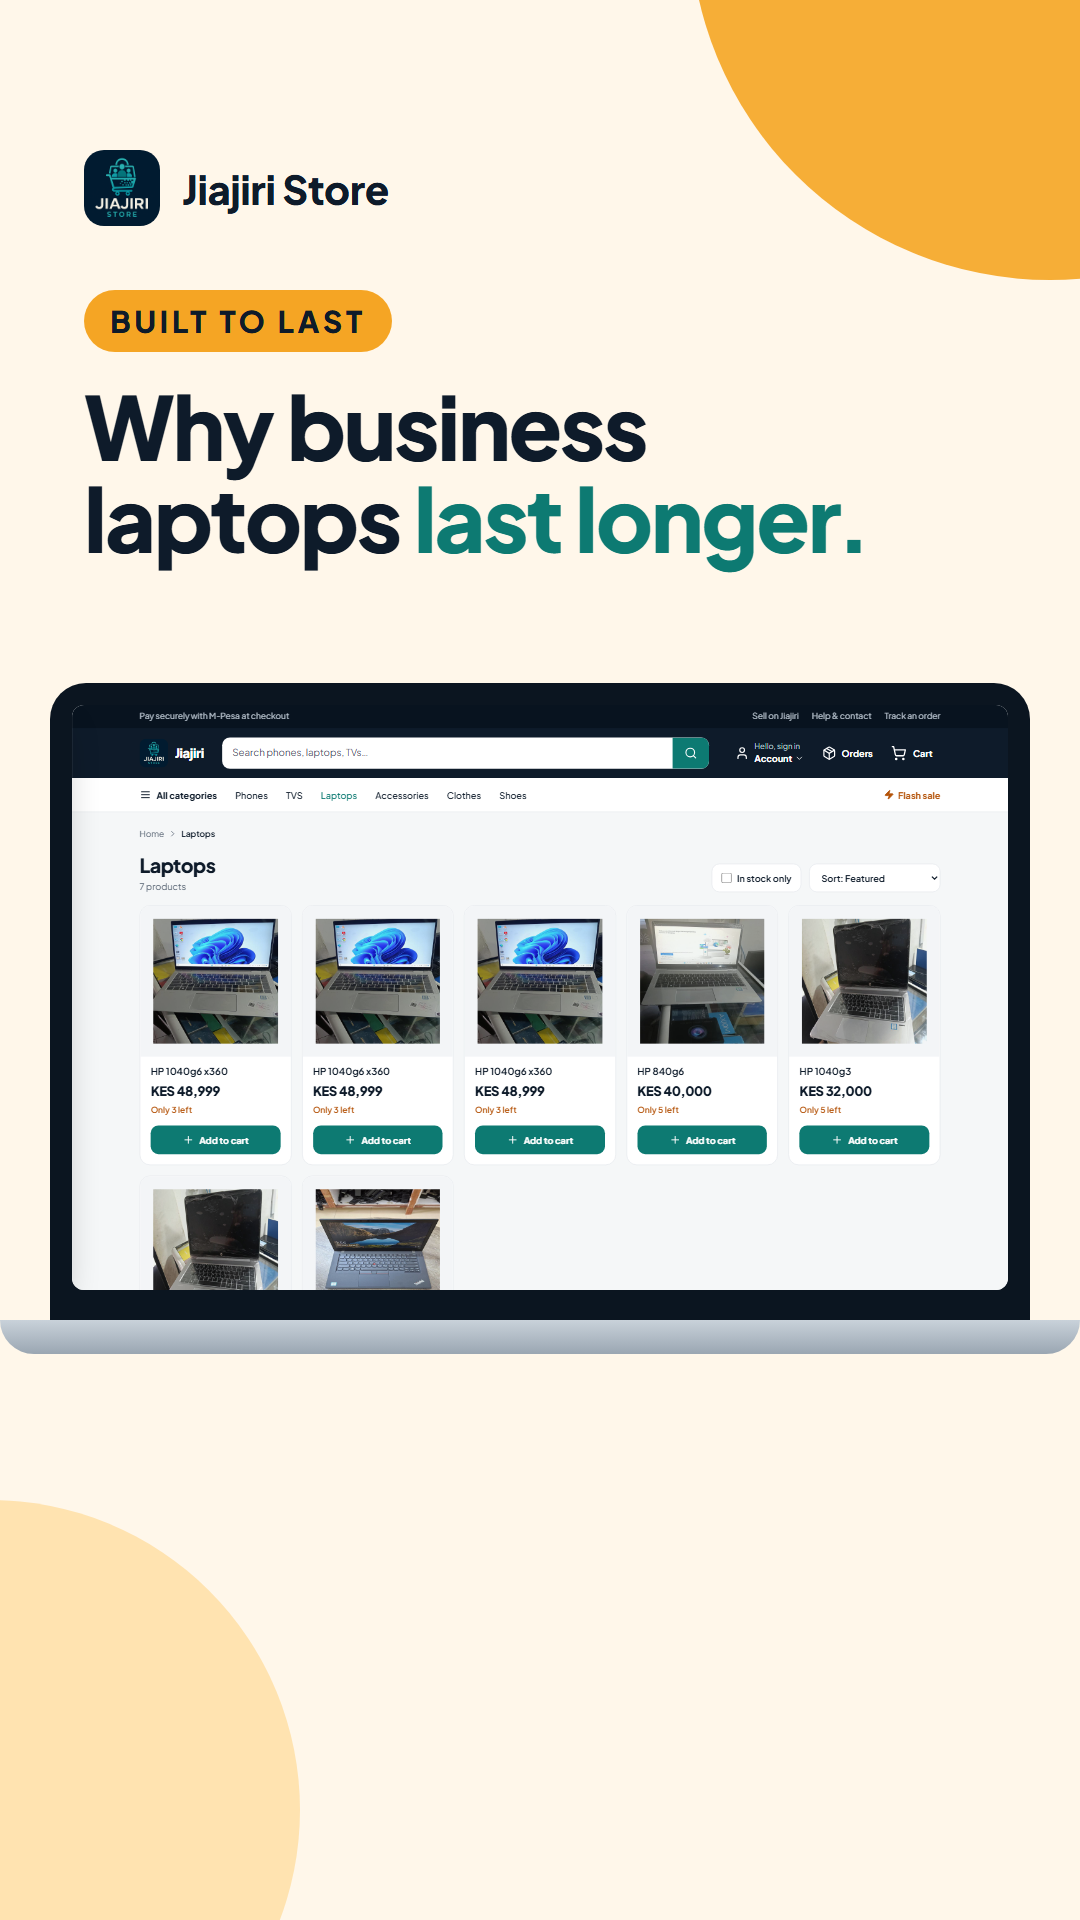 JIAJIRI
STORE
Jiajiri Store
BUILT TO LAST
Why business
laptops last longer.
Pay securely with M-Pesa at checkout
Sell on Jiajiri
Help & contact
Track an order
JIAJIRI
Jiajiri
Search phones, laptops, TVs...
Hello, sign in
Account
Orders
Cart
All categories
Phones
TVS
Laptops
Accessories
Clothes
Shoes
Flash sale
Home
Laptops
Laptops
7 products
In stock only
Sort: Featured
HP 1040g6 x360
KES 48,999
Only 3 left
Add to cart
HP 1040g6 x360
KES 48,999
Only 3 left
Add to cart
HP 1040g6 x360
KES 48,999
Only 3 left
Add to cart
HP 840g6
KES 40,000
Only 5 left
Add to cart
HP 1040g3
KES 32,000
Only 5 left
Add to cart